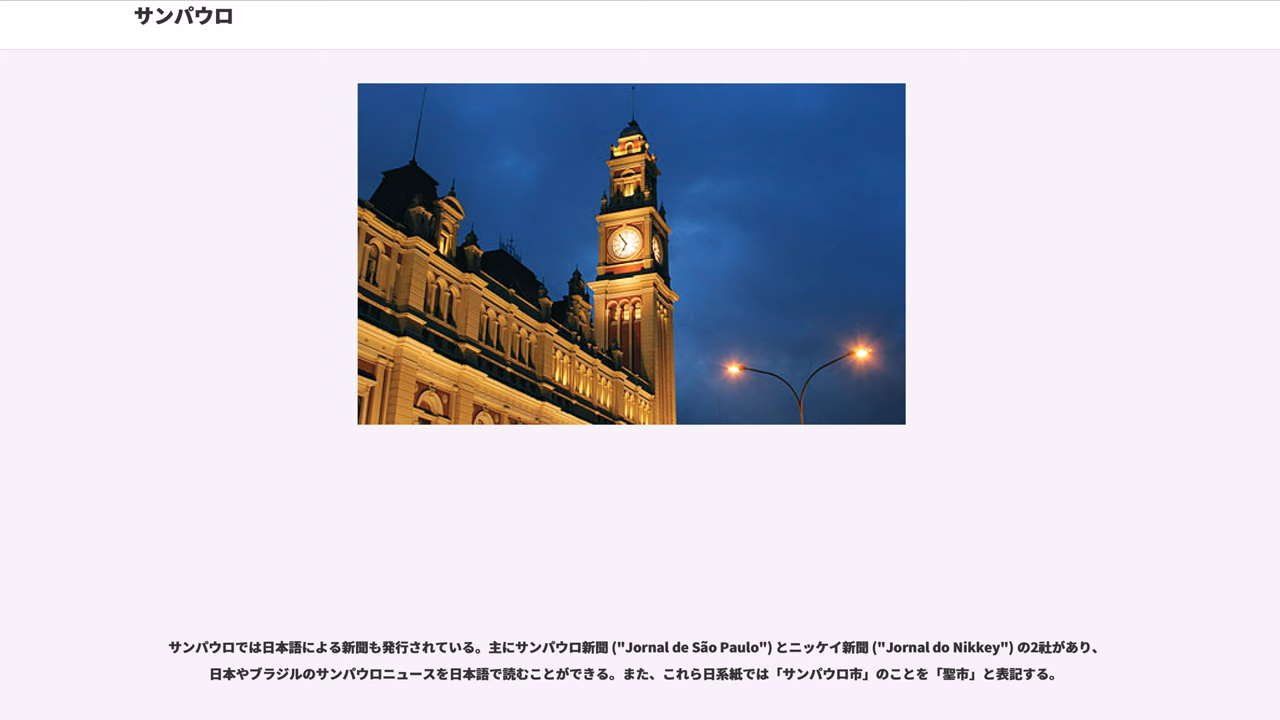 サンパウロ
サンパウロでは日本語による新聞も発行されている。主にサンパウロ新聞 ("Jornal de São Paulo") とニッケイ新聞 ("Jornal do Nikkey") の2社があり、
日本やブラジルのサンパウロニュースを日本語で読むことができる。また、これら日系紙では「サンパウロ市」のことを「聖市」と表記する。